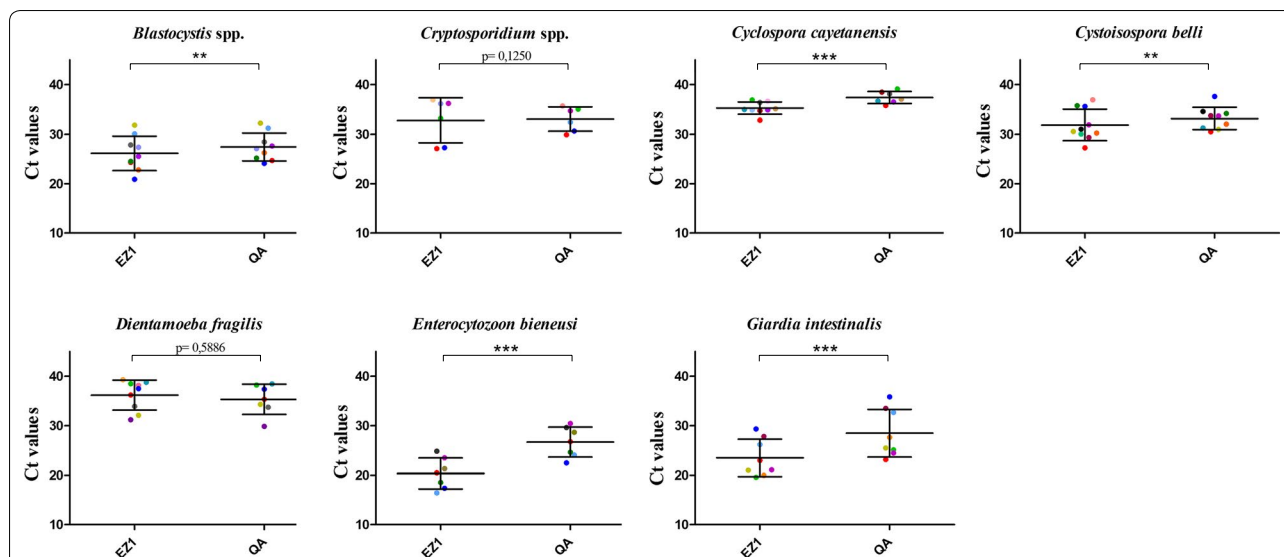 Blastocystis spp.
**
Ct values
40
30
20
10
EZ1
QA
Cryptosporidium spp.
p= 0,1250
Ct values
40
30
20
10
EZ1
QA
Cyclospora cayetanensis
***
Ct values
40
30
20
10
EZ1
QA
Cystoisospora belli
**
Ct values
40
30
20
10
EZ1
QA
Dientamoeba fragilis
p= 0,5886
Ct values
40
30
20
10
EZ1
QA
Enterocytozoon bieneusi
***
Ct values
40
30
20
10
EZ1
QA
Giardia intestinalis
***
Ct values
40
30
20
10
EZ1
QA